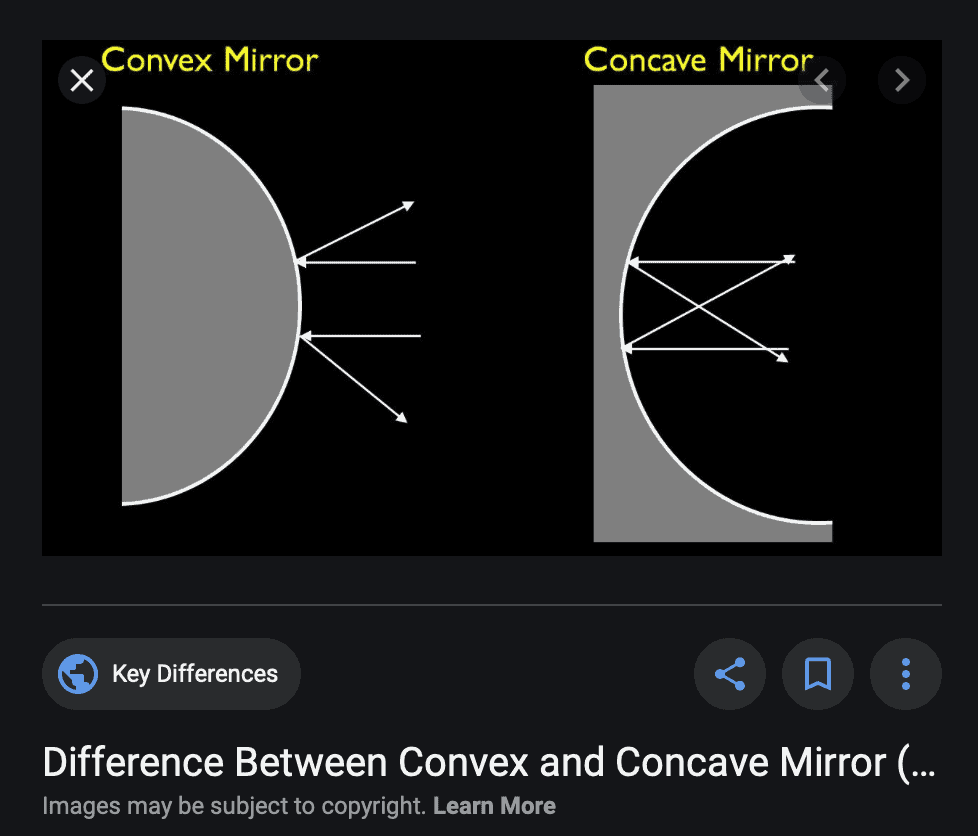 Convex Mirror
Concave Mirror
Key Differences
Difference Between Convex and Concave Mirror (...
Images may be subject to copyright. Learn More